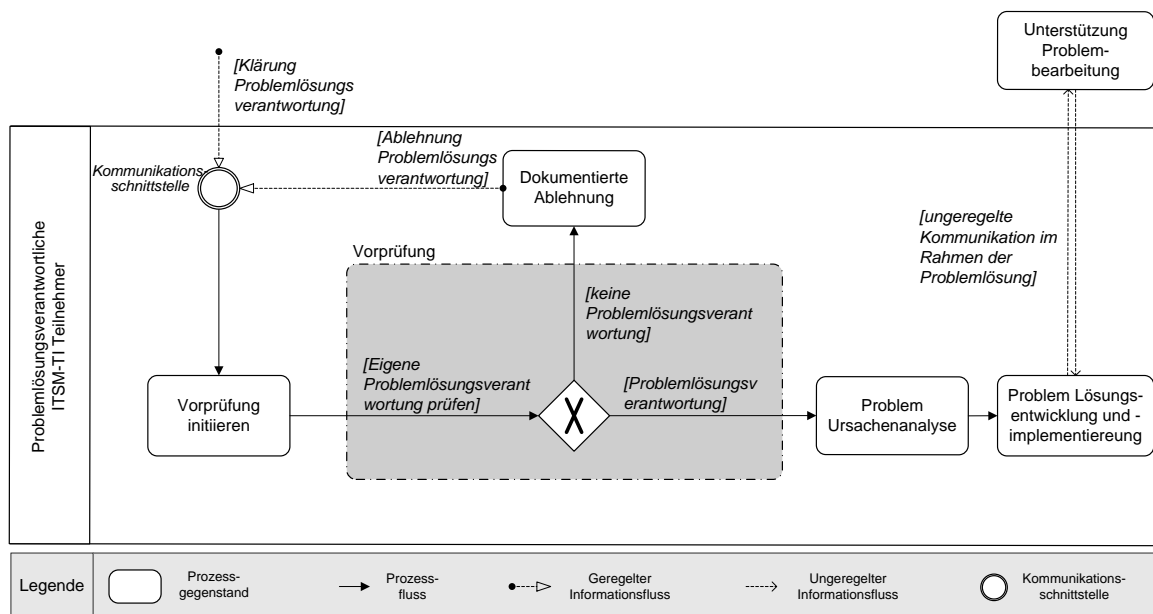 Unterstützung
Problem-
bearbeitung
[Klärung
Problemlösungs
verantwortung]
[Ablehnung
Problemlösungs
verantwortung]
Kommunikations-
schnittstelle
Dokumentierte
Ablehnung
[ungeregelte
Kommunikation im
Rahmen der
Problemlösung]
Problemlösungsverantwortliche
ITSM-TI Teilnehmer
Vorprüfung
[keine
Problemlösungsverant
wortung]
[Eigene
Problemlösungsverant
wortung prüfen]
[Problemlösungsv
erantwortung]
Vorprüfung
initiieren
X
Problem
Ursachenanalyse
Problem Lösungs-
entwicklung und -
implementiereung
Legende
Prozess-
gegenstand
Prozess-
fluss
Geregelter
Informationsfluss
Ungeregelter
Informationsfluss
Kommunikations-
schnittstelle